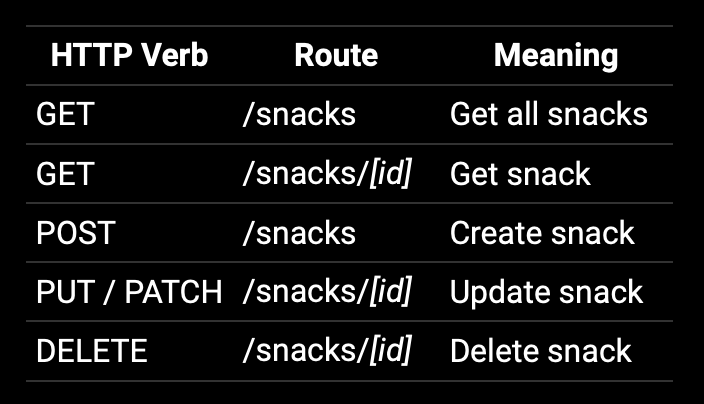 HTTP Verb Route Meaning
GET /snacks Get all snacks
GET /snacks/[id] Get snack
POST /snacks Create snack
PUT / PATCH /snacks/[id] Update snack
DELETE /snacks/[id] Delete snack